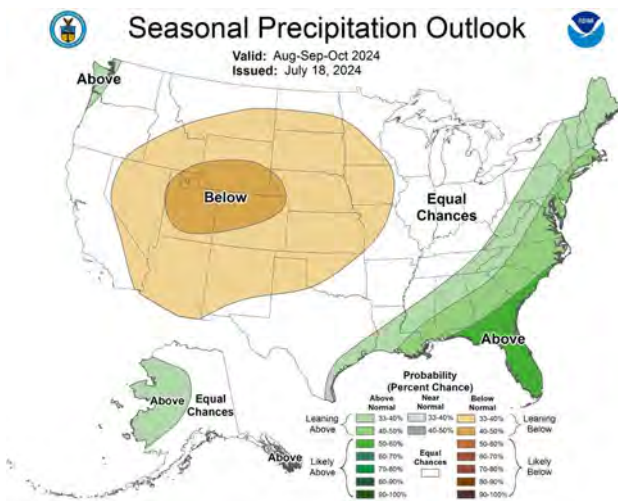 Seasonal Precipitation Outlook
Valid: Aug-Sep-Oct 2024
Issued: July 18, 2024
Above
Below
Equal
Chances
Above
Above
Equal
Chances
Above
Probability
(Percent Chance)
Above Normal
Near Normal
Below Normal
Leaning Above
33-40% 33-40% 33-40%
40-50% 40-50% 40-50%
Leaning Below
Likely Above
50-60% 50-60%
60-70% 60-70%
70-80% 70-80%
80-90% 80-90%
90-100% 90-100%
Equal Chances
Likely Below